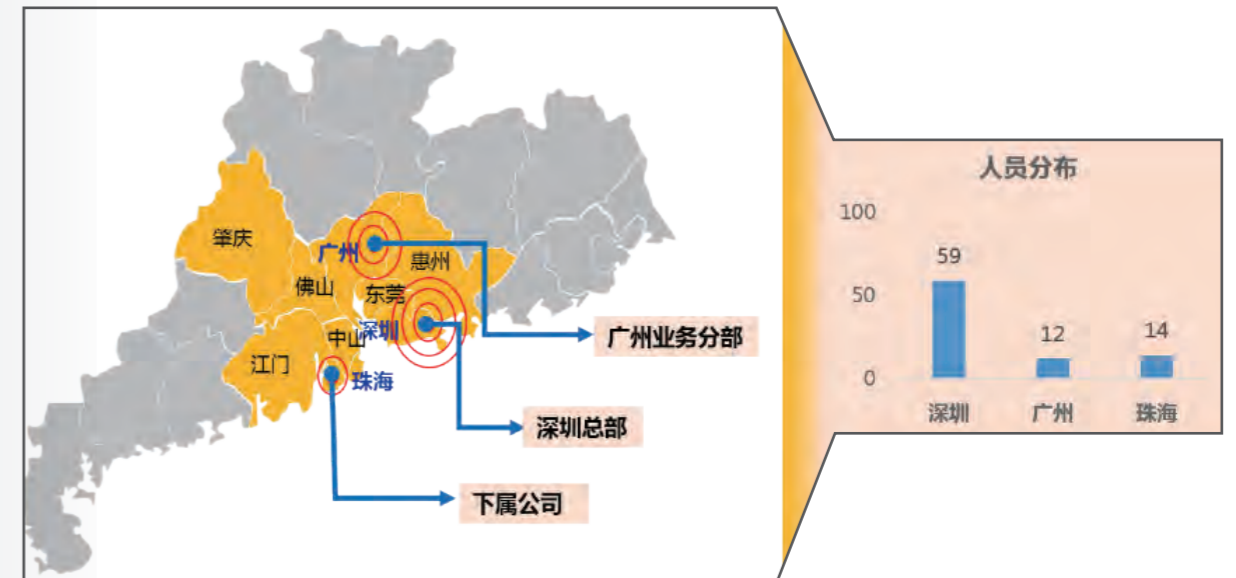 肇庆
广州
惠州
佛山
东莞
深圳
中山
江门
珠海
广州业务分部
深圳总部
下属公司
人员分布
100
50
0
59
12
14
深圳
广州
珠海